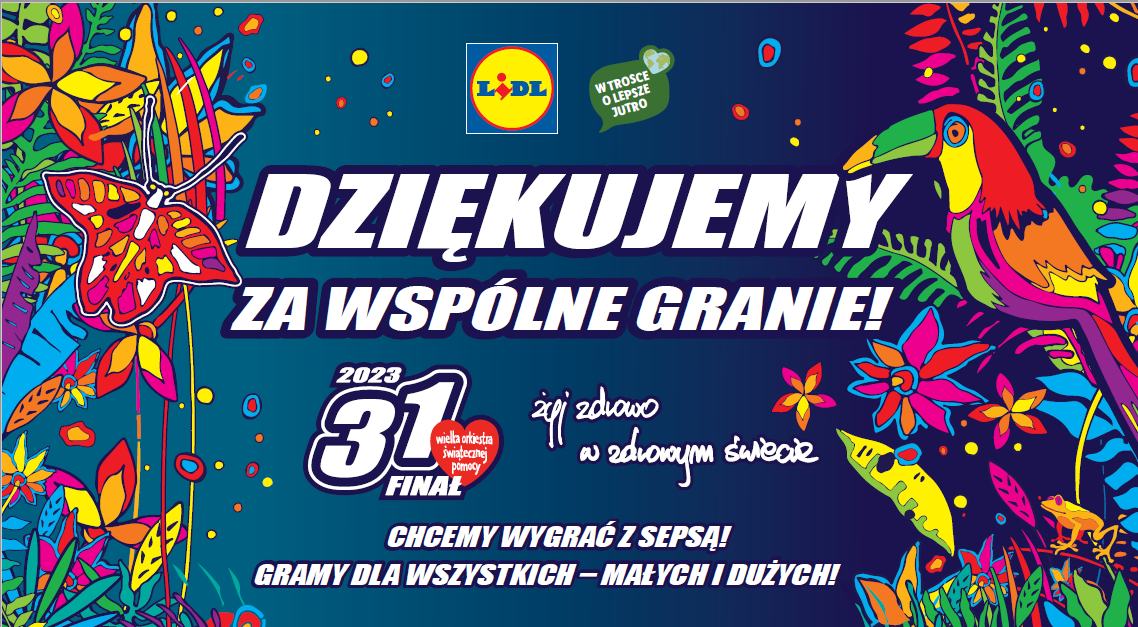 LiDL
W TROSCE
O LEPSZE
JUTRO
DZIĘKUJEMY
ZA WSPÓLNE GRANIE!
2023
31
wielka orkiestra
świątecznej
pomocy
FINAŁ
żyj zdrowo
w zdrowym świecie
CHCEMY WYGRAĆ Z SEPSĄ!
GRAMY DLA WSZYSTKICH – MAŁYCH I DUŻYCH!